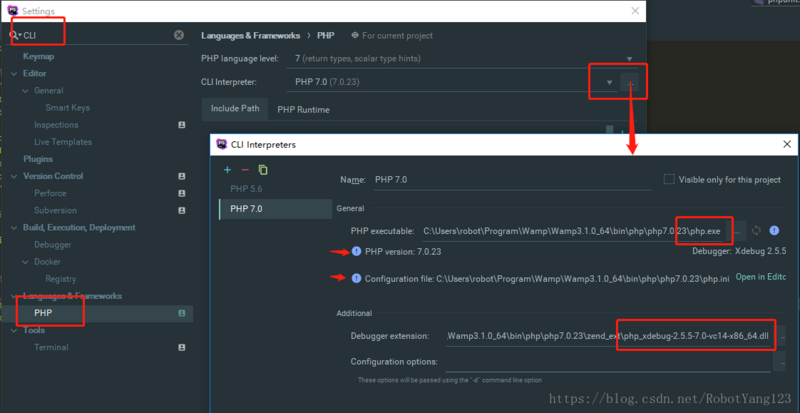 phpunit
Settings
CLI
Keymap
Editor
General
Smart Keys
Inspections
Live Templates
Plugins
Version Control
Perforce
Subversion
Build, Execution, Deployment
Debugger
Docker
Registry
Languages & Frameworks
PHP
Tools
Terminal
Languages & Frameworks › PHP For current project
PHP language level: 7 (return types, scalar type hints)
CLI Interpreter: PHP 7.0 (7.0.23) ...
Include Path PHP Runtime
CLI Interpreters
PHP 5.6
PHP 7.0
Name: PHP 7.0 Visible only for this project
General
PHP executable: C:\Users\robot\Program\Wamp\Wamp3.1.0_64\bin\php\php7.0.23\php.exe ...
PHP version: 7.0.23 Debugger: Xdebug 2.5.5
Configuration file: C:\Users\robot\Program\Wamp\Wamp3.1.0_64\bin\php\php7.0.23\php.ini Open in Editc
Additional
Debugger extension: .Wamp3.1.0_64\bin\php\php7.0.23\zend_ext\php_xdebug-2.5.5-7.0-vc14-x86_64.dll ...
Configuration options: ...
These options will be passed using the "-d" command line option
https://blog.csdn.net/RobotYang123